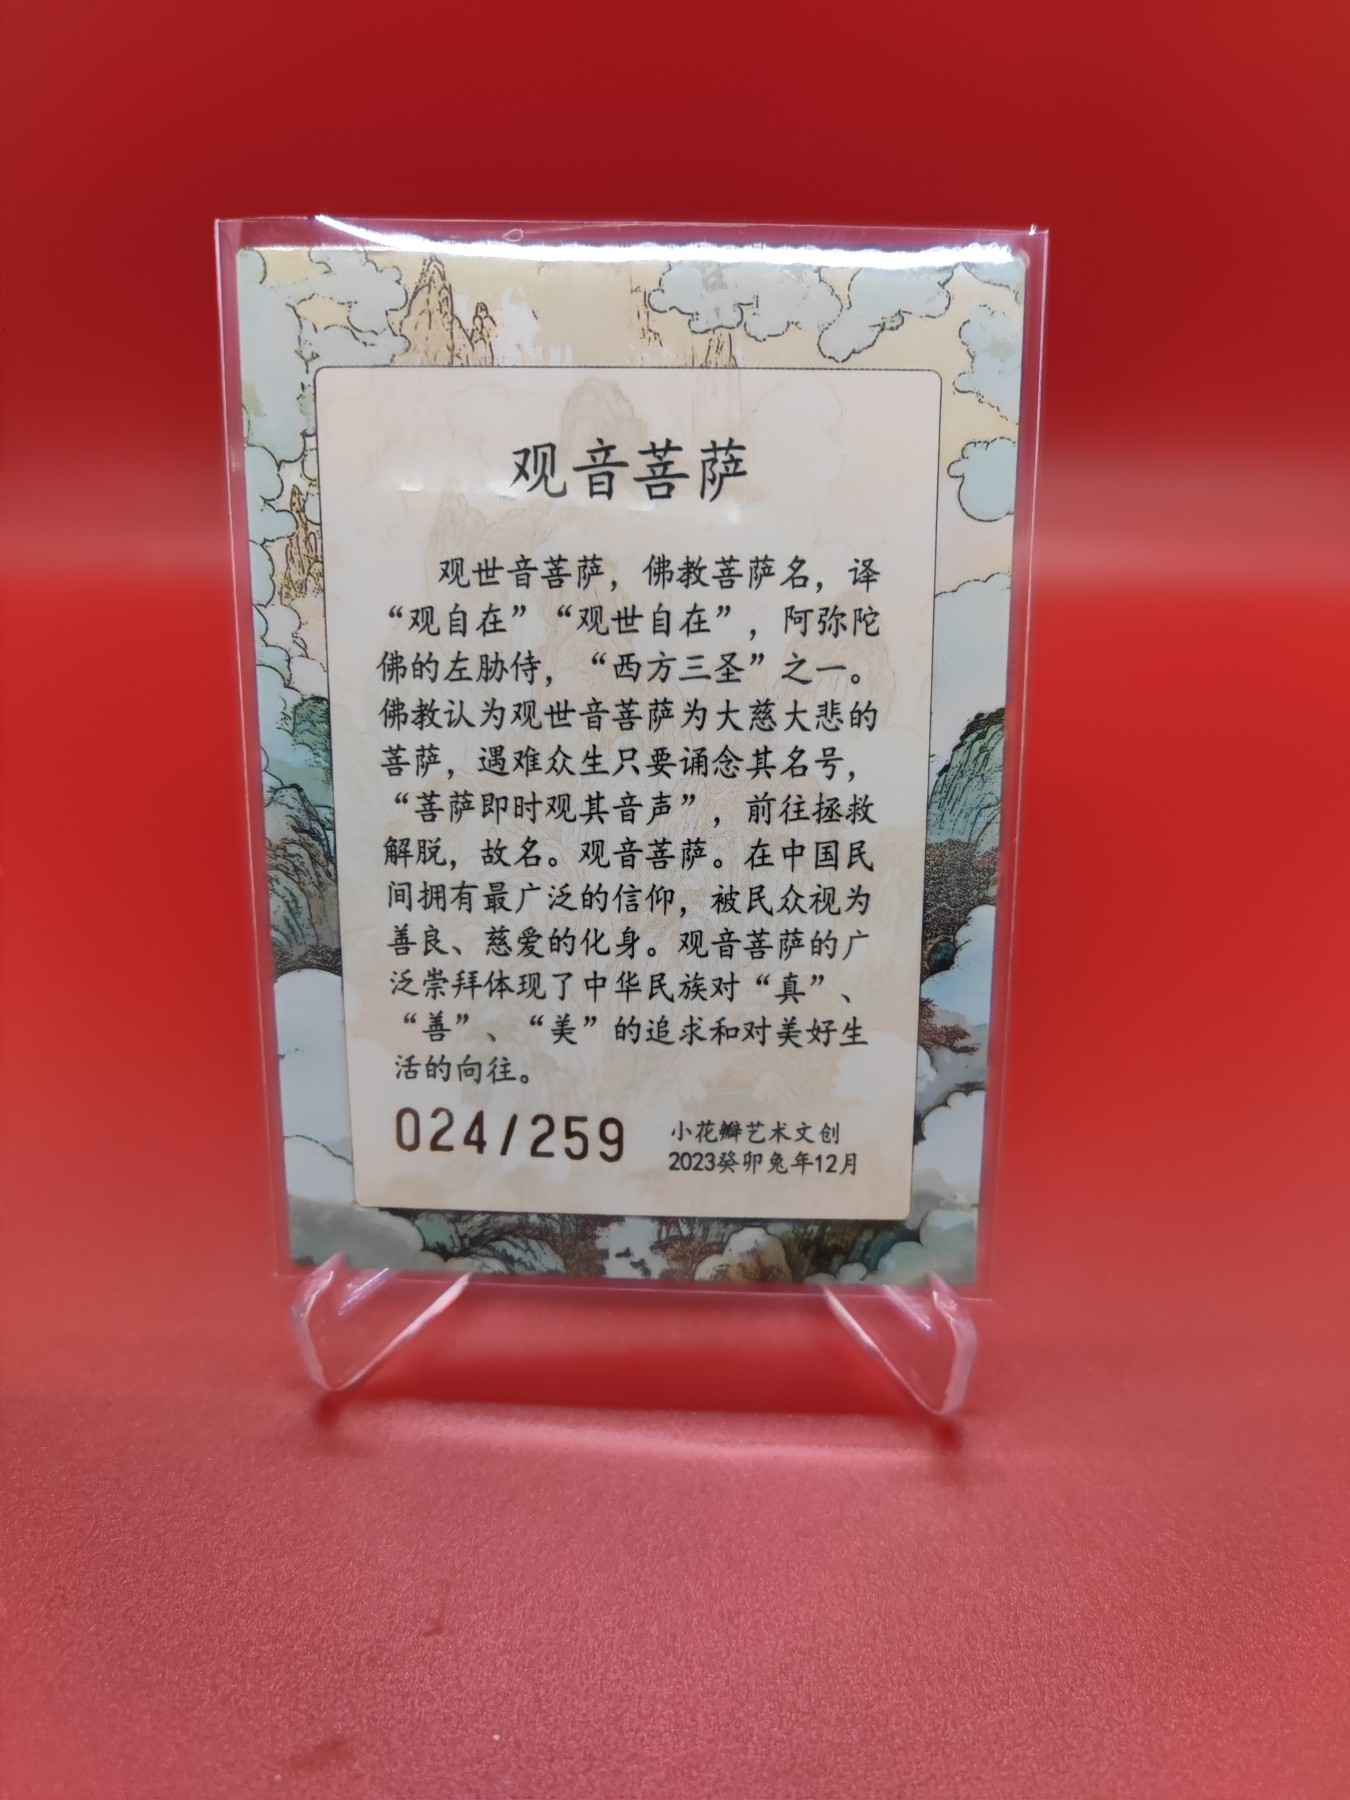 观音菩萨
观世音菩萨，佛教菩萨名，译
“观自在”“观世自在”，阿弥陀
佛的左胁侍，“西方三圣”之一。
佛教认为观世音菩萨为大慈大悲的
菩萨，遇难众生只要诵念其名号，
“菩萨即时观其音声”，前往拯救
解脱，故名。观音菩萨。在中国民
间拥有最广泛的信仰，被民众视为
善良、慈爱的化身。观音菩萨的广
泛崇拜体现了中华民族对“真”、
“善”、“美”的追求和对美好生
活的向往。
024/259
小花瓣艺术文创
2023癸卯兔年12月